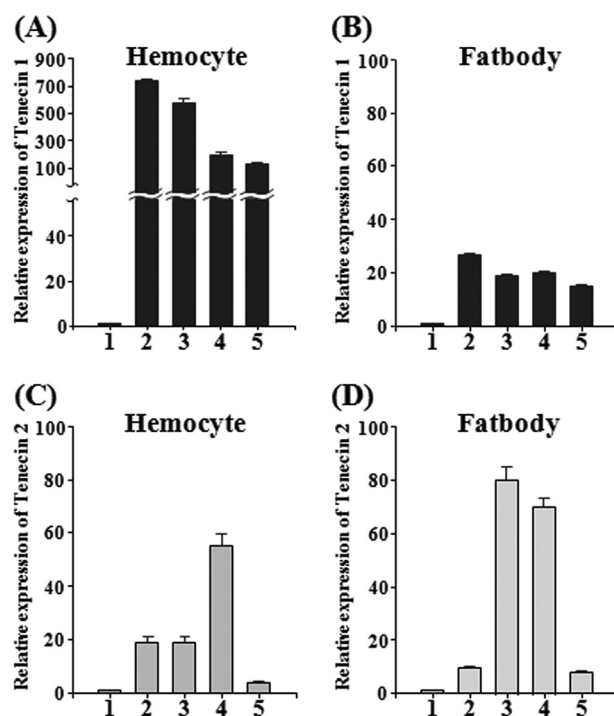 (A)
Hemocyte
Relative expression of Tenecin 1
900
700
500
300
100
40
20
0
1 2 3 4 5
(B)
Fatbody
Relative expression of Tenecin 1
100
80
60
40
20
0
1 2 3 4 5
(C)
Hemocyte
Relative expression of Tenecin 2
100
80
60
40
20
0
1 2 3 4 5
(D)
Fatbody
Relative expression of Tenecin 2
100
80
60
40
20
0
1 2 3 4 5